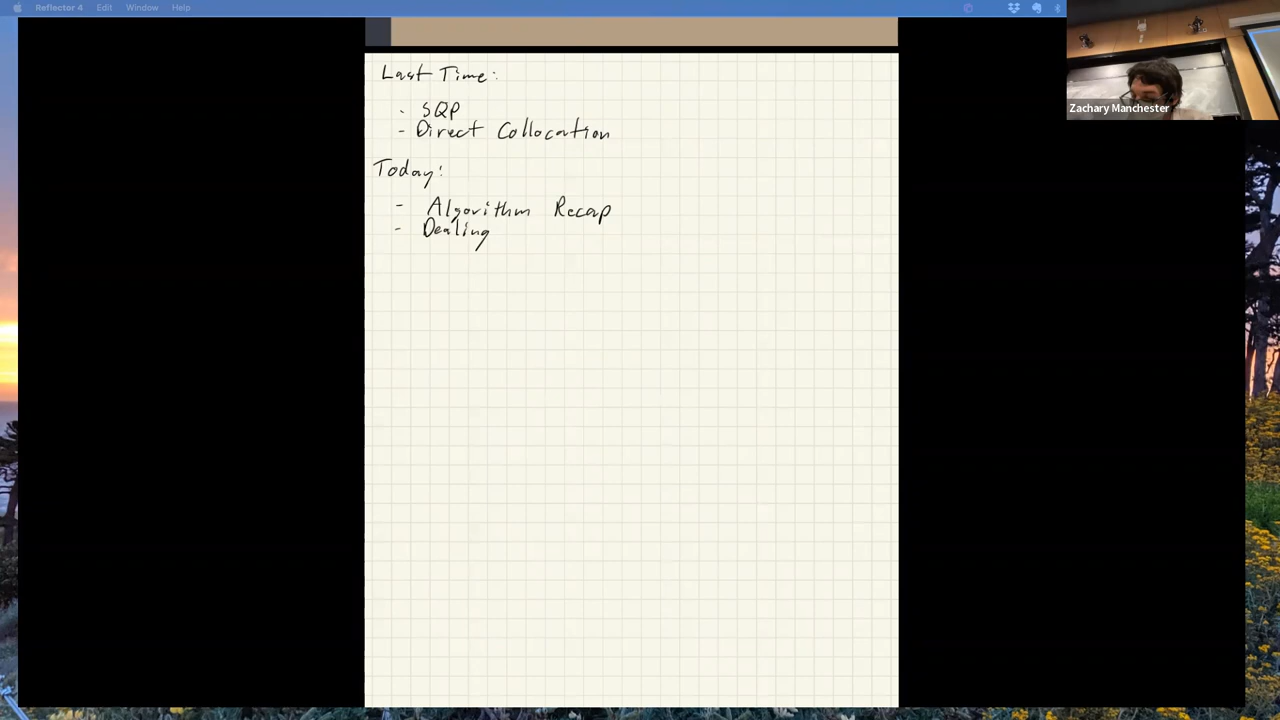 Reflector 4 Edit Window Help
Last Time:
- SQP
- Direct Collocation
Today:
- Algorithm Recap
- Dealing
Zachary Manchester